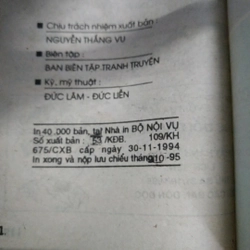 ■ Chịu trách nhiệm xuất bản
NGUYỄN THẮNG VU
■ Biên tập :
BAN BIÊN TẬP TRANH TRUYỆN
■ Kỹ, mỹ thuật :
ĐỨC LÂM - ĐỨC LIÊN
In 40.000 bản, tại Nhà in BỘ NỘI VỤ
Số xuất bản : 53 /KĐB. 109/KH
675/CXB cấp ngày 30-11-1994
In xong và nộp lưu chiểu tháng 10 -95
1